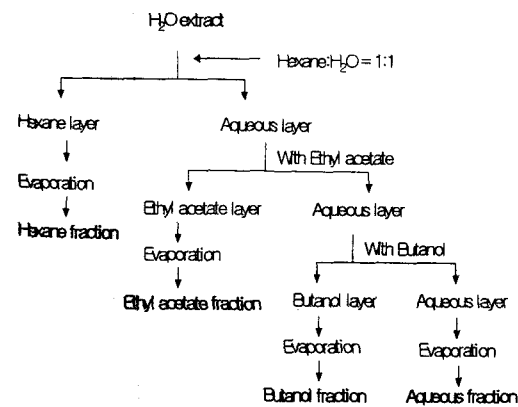 H₂O extract
Hexane:H₂O = 1:1
Hexane layer
Aqueous layer
With Ethyl acetate
Evaporation
Ethyl acetate layer
Aqueous layer
Hexane fraction
Evaporation
With Butanol
Ethyl acetate fraction
Butanol layer
Aqueous layer
Evaporation
Evaporation
Butanol fraction
Aqueous fraction